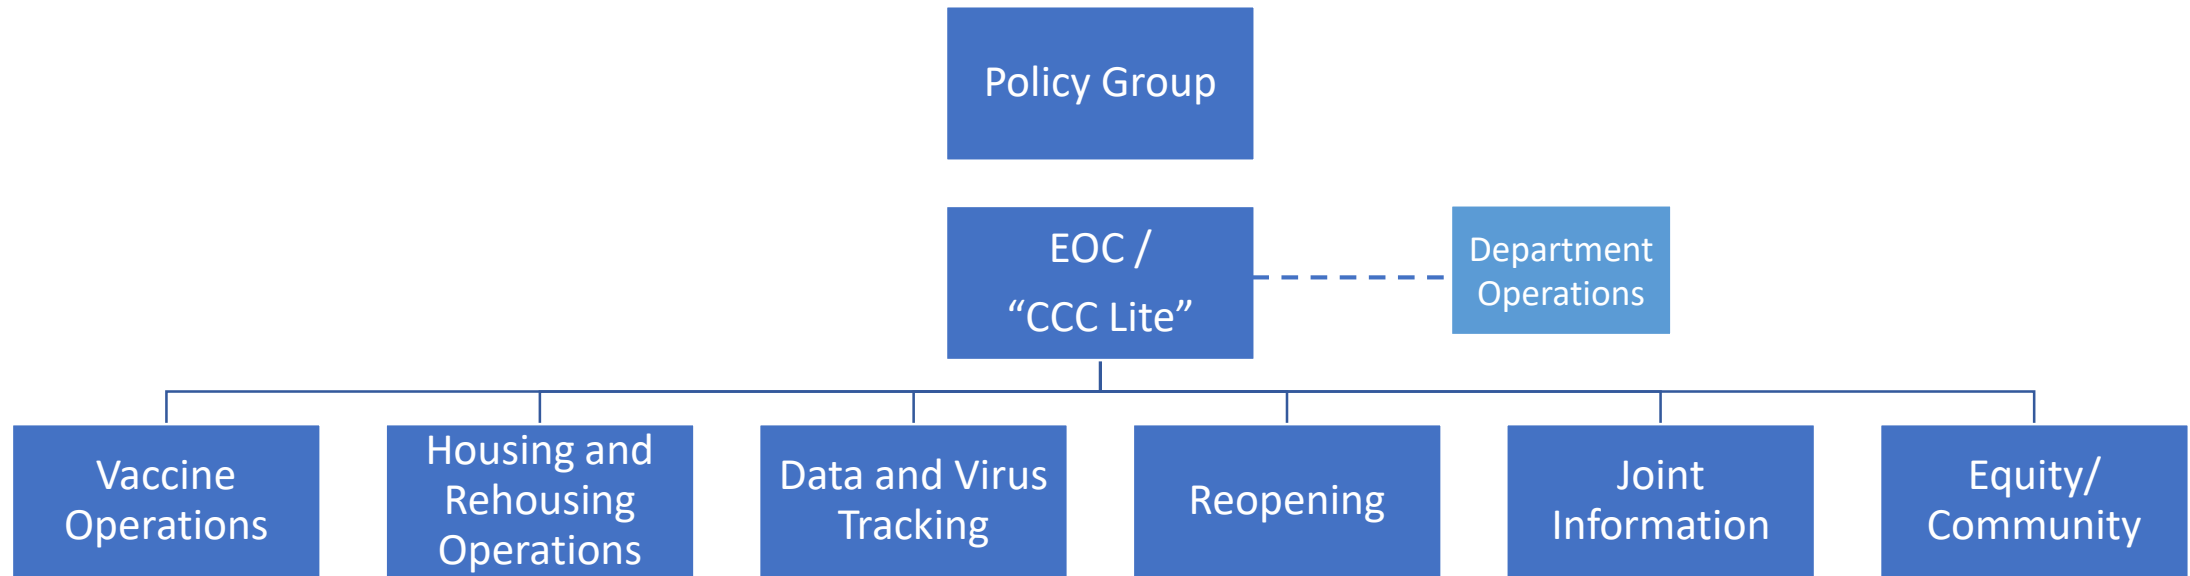 Policy Group
EOC /
“CCC Lite”
Department
Operations
Vaccine
Operations
Housing and
Rehousing
Operations
Data and Virus
Tracking
Reopening
Joint
Information
Equity/
Community